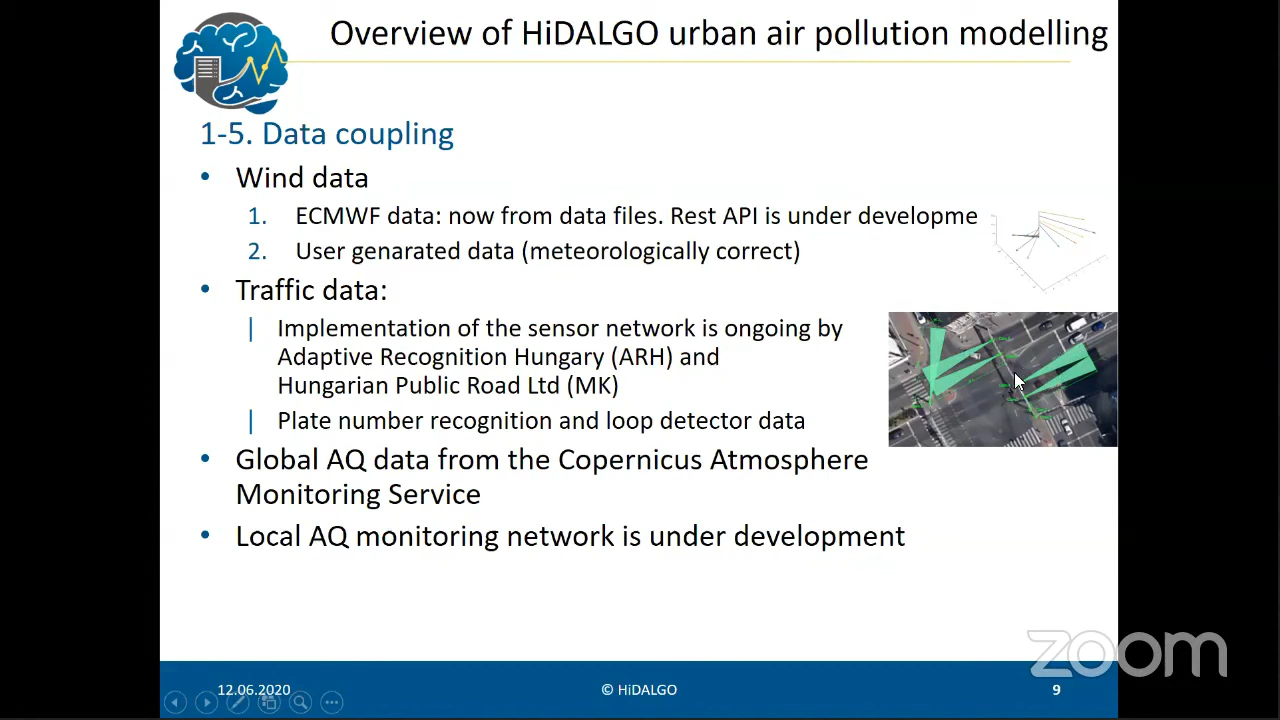 Overview of HiDALGO urban air pollution modelling
1-5. Data coupling
• Wind data
1. ECMWF data: now from data files. Rest API is under developme
2. User genarated data (meteorologically correct)
• Traffic data:
| Implementation of the sensor network is ongoing by
Adaptive Recognition Hungary (ARH) and
Hungarian Public Road Ltd (MK)
| Plate number recognition and loop detector data
• Global AQ data from the Copernicus Atmosphere
Monitoring Service
• Local AQ monitoring network is under development
zoom
12.06.2020
© HiDALGO
9